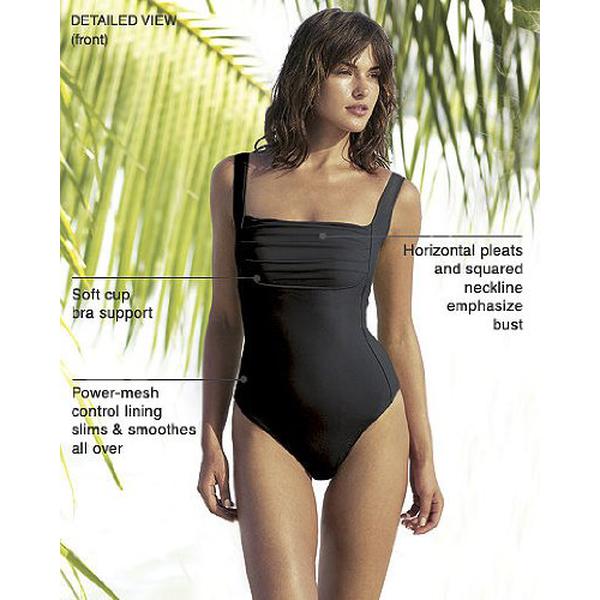 DETAILED VIEW
(front)
Horizontal pleats
and squared
neckline
emphasize
bust
Soft cup
bra support
Power-mesh
control lining
slims & smoothes
all over